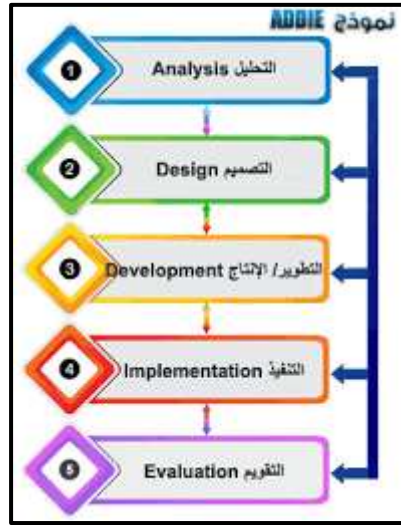 نموذج ADDIE
1
التحليل Analysis
2
التصميم Design
3
التطوير/ الإنتاج Development
4
التنفيذ Implementation
5
التقويم Evaluation